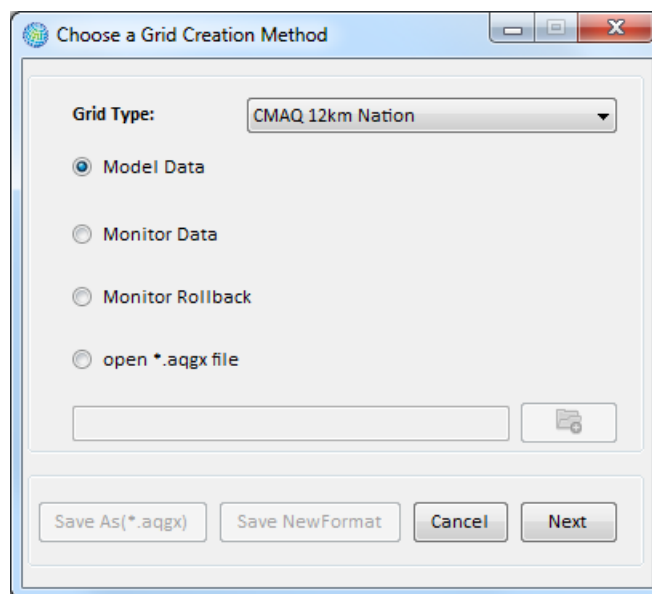 Choose a Grid Creation Method
Grid Type: CMAQ 12km Nation
Model Data
Monitor Data
Monitor Rollback
open *.aqgx file
Save As(*.aqgx) Save NewFormat Cancel Next